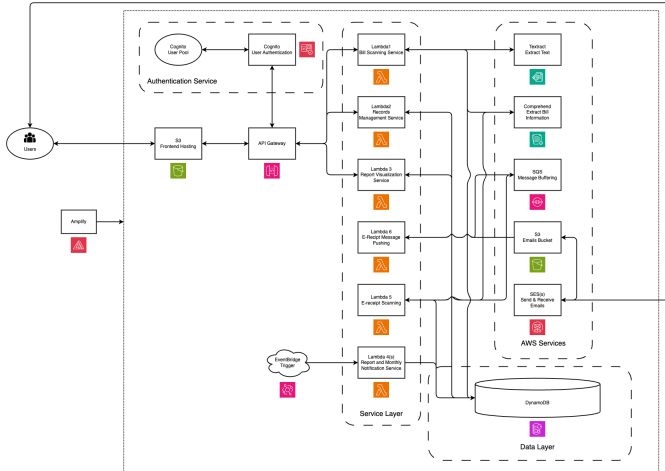 Cognito
User Pool
Cognito
User Authentication
Authentication Service
Lambda1
Bill Scanning Service
Textract
Extract Text
Lambda2
Records
Management Service
Comprehend
Extract Bill
Information
Users
S3
Frontend Hosting
API Gateway
Lambda 3
Report Visualization
Service
SQS
Message Buffering
Amplify
Lambda 6
E-Recipt Message
Pushing
S3
Emails Bucket
Lambda 5
E-receipt Scanning
SES(s)
Send & Receive
Emails
AWS Services
EventBridge
Trigger
Lambda 4(s)
Report and Monthly
Notification Service
Service Layer
DynamoDB
Data Layer